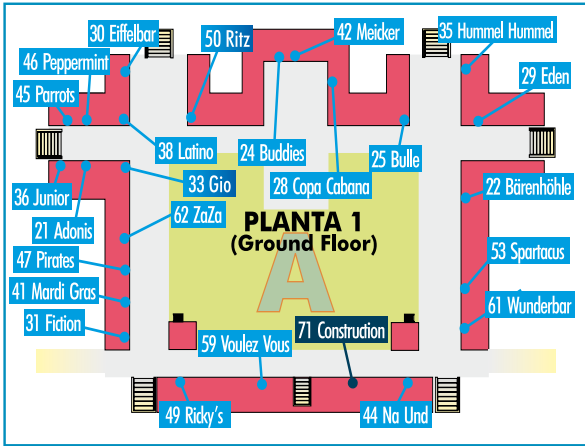 30 Eiffelbar
42 Meicker
35 Hummel Hummel
50 Ritz
46 Peppermint
45 Parrots
29 Eden
38 Latino
24 Buddies
25 Bulle
33 Gio
28 Copa Cabana
36 Junior
22 Bärenhöhle
21 Adonis
62 ZaZa
PLANTA 1
(Ground Floor)
A
47 Pirates
53 Spartacus
41 Mardi Gras
61 Wunderbar
31 Fiction
71 Construction
59 Voulez Vous
49 Ricky's
44 Na Und